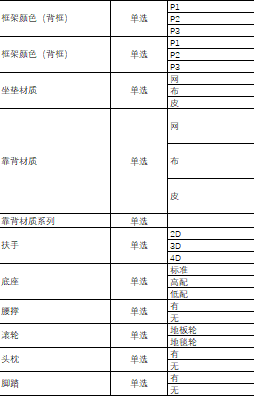 框架颜色（背框） 单选 P1
P2
P3
框架颜色（背框） 单选 P1
P2
P3
坐垫材质 单选 网
布
皮
靠背材质 单选 网
布
皮
靠背材质系列 单选
扶手 单选 2D
3D
4D
底座 单选 标准
高配
低配
腰撑 单选 有
无
滚轮 单选 地板轮
地毯轮
头枕 单选 有
无
脚踏 单选 有
无